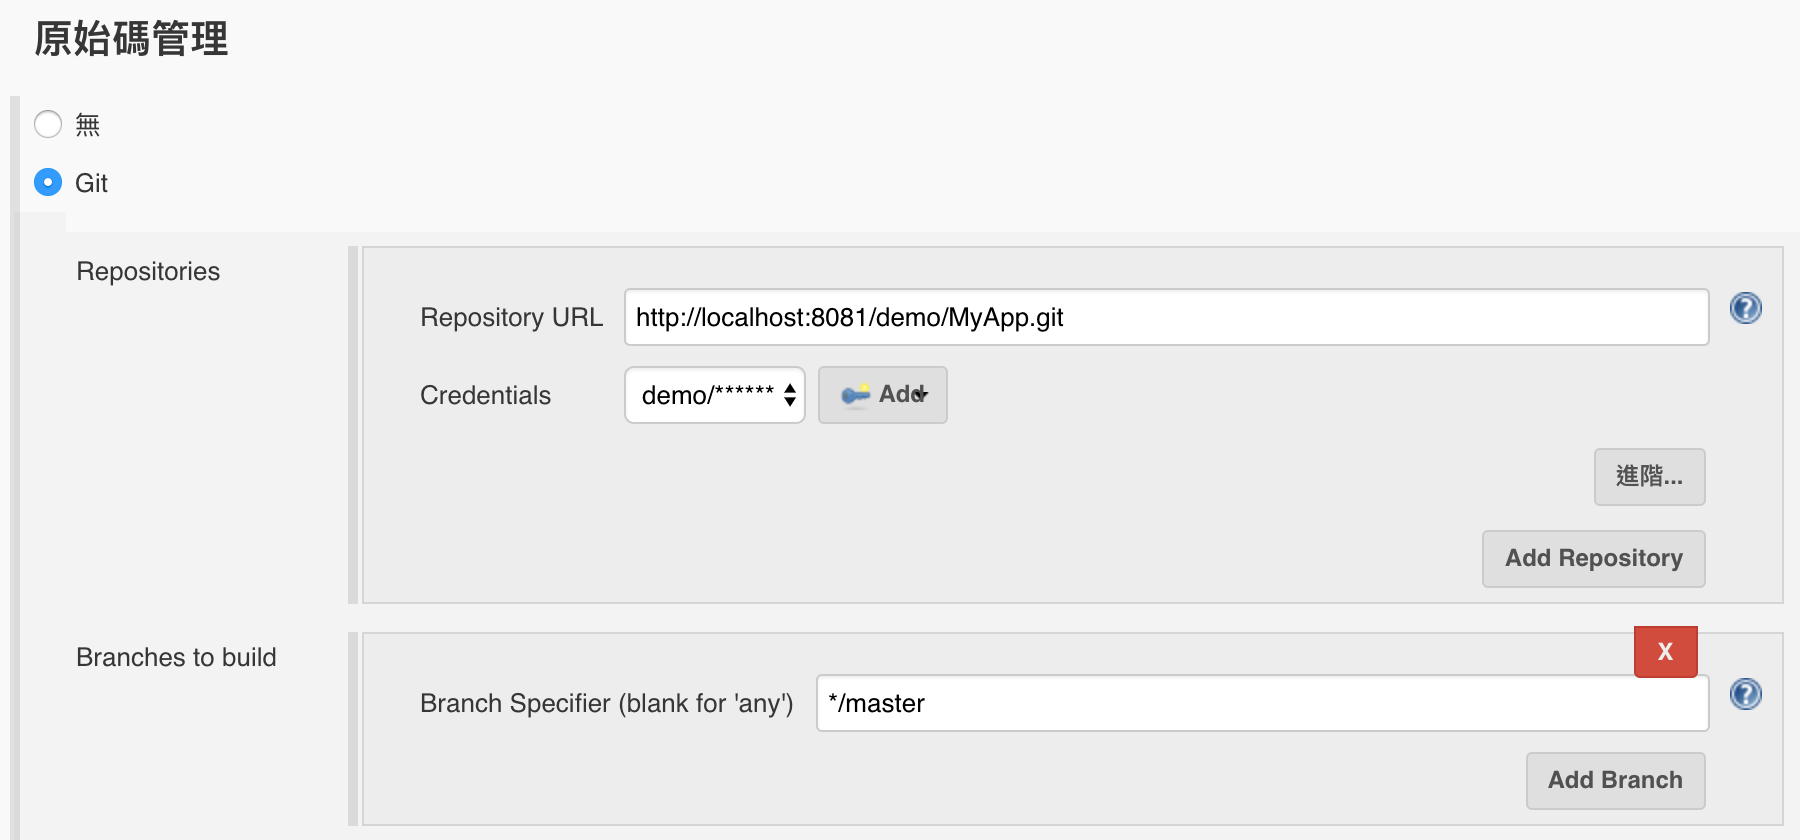 原始碼管理
無
Git
Repositories
Repository URL http://localhost:8081/demo/MyApp.git
Credentials demo/****** Add
進階...
Add Repository
Branches to build
X
Branch Specifier (blank for 'any') */master
Add Branch